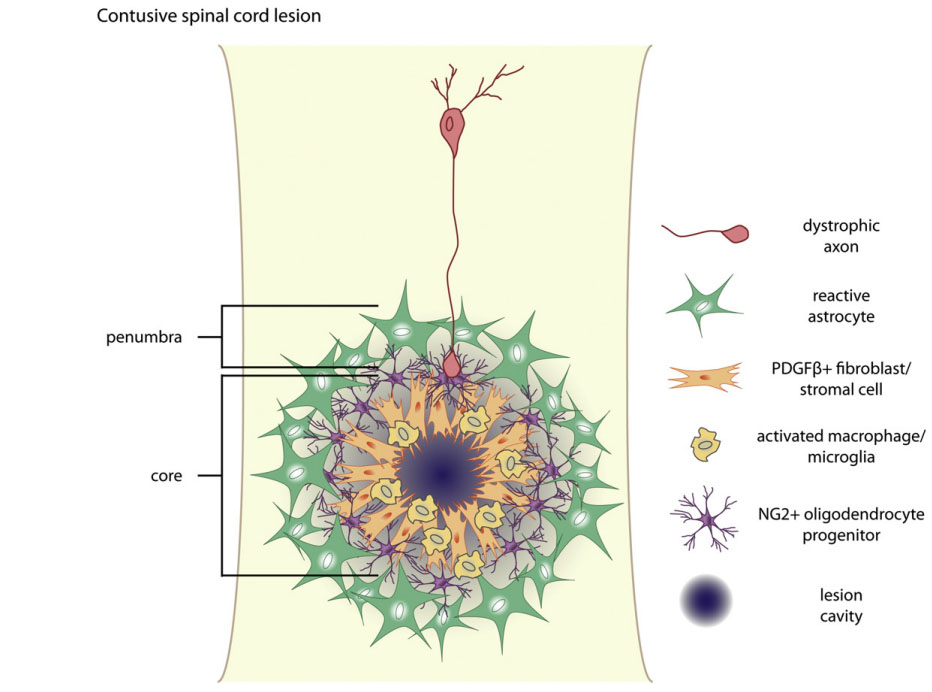 Contusive spinal cord lesion
penumbra
core
dystrophic
axon
reactive
astrocyte
PDGFβ+ fibroblast/
stromal cell
activated macrophage/
microglia
NG2+ oligodendrocyte
progenitor
lesion
cavity